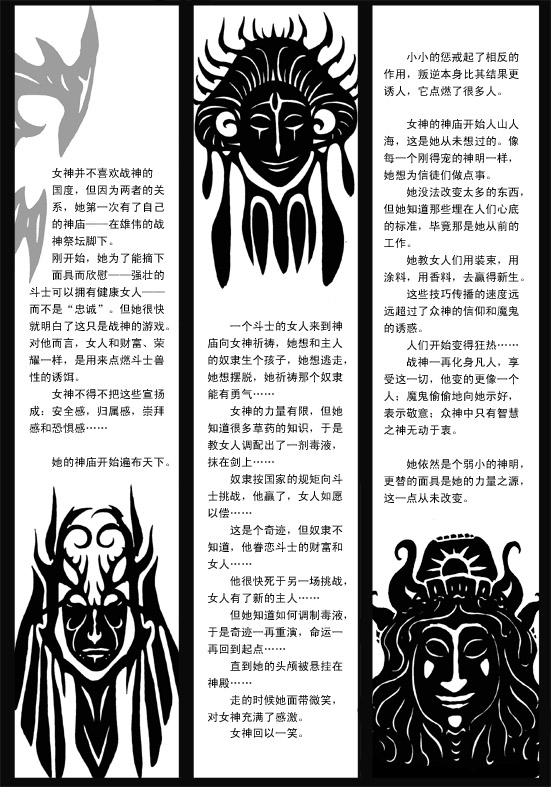 女神并不喜欢战神的
国度，但因为两者的关
系，她第一次有了自己
的神庙——在雄伟的战
神祭坛脚下。
刚开始，她为了能摘下
面具而欣慰——强壮的
斗士可以拥有健康女人——
而不是“忠诚”。但她很快
就明白了这只是战神的游戏。
对他而言，女人和财富、荣
耀一样，是用来点燃斗士兽
性的诱饵。
女神不得不把这些宣扬
成：安全感，归属感，崇拜
感和恐惧感……
她的神庙开始遍布天下。
一个斗士的女人来到神
庙向女神祈祷，她想和主人
的奴隶生个孩子，她想逃走，
她想摆脱，她祈祷那个奴隶
能有勇气……
女神的力量有限，但她
知道很多草药的知识，于是
教女人调配出了一剂毒液，
抹在剑上……
奴隶按国家的规矩向斗
士挑战，他赢了，女人如愿
以偿……
这是个奇迹，但奴隶不
知道，他眷恋斗士的财富和
女人……
他很快死于另一场挑战，
女人有了新的主人……
但她知道如何调制毒液，
于是奇迹一再重演，命运一
再回到起点……
直到她的头颅被悬挂在
神殿……
走的时候她面带微笑，
对女神充满了感激。
女神回以一笑。
小小的惩戒起了相反的
作用，叛逆本身比其结果更
诱人，它点燃了很多人。
女神的神庙开始人山人
海，这是她从未想过的。像
每一个刚得宠的神明一样，
她想为信徒们做点事。
她没法改变太多的东西，
但她知道那些埋在人们心底
的标准，毕竟那是她从前的
工作。
她教女人们用装束，用
涂料，用香料，去赢得新生。
这些技巧传播的速度远
远超过了众神的信仰和魔鬼
的诱惑。
人们开始变得狂热……
战神一再化身凡人，享
受这一切，他变的更像一个
人；魔鬼偷偷地向她示好，
表示敬意；众神中只有智慧
之神无动于衷。
她依然是个弱小的神明，
更替的面具是她的力量之源，
这一点从未改变。